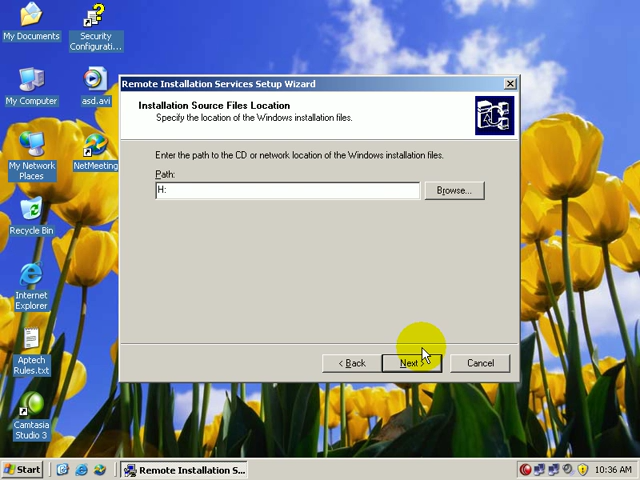 My Documents
Security
Configurati...
My Computer
asd.avi
My Network
Places
NetMeeting
Recycle Bin
Internet
Explorer
Aptech
Rules.txt
Camtasia
Studio 3
Remote Installation Services Setup Wizard
Installation Source Files Location
Specify the location of the Windows installation files.
Enter the path to the CD or network location of the Windows installation files.
Path:
H:
Browse...
< Back
Next >
Cancel
Start
Remote Installation S...
10:36 AM